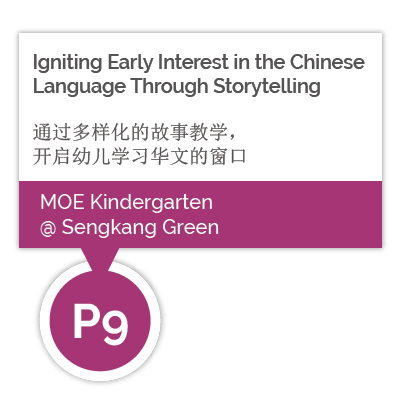 Igniting Early Interest in the Chinese
Language Through Storytelling
通过多样化的故事教学，
开启幼儿学习华文的窗口
MOE Kindergarten
@ Sengkang Green
P9